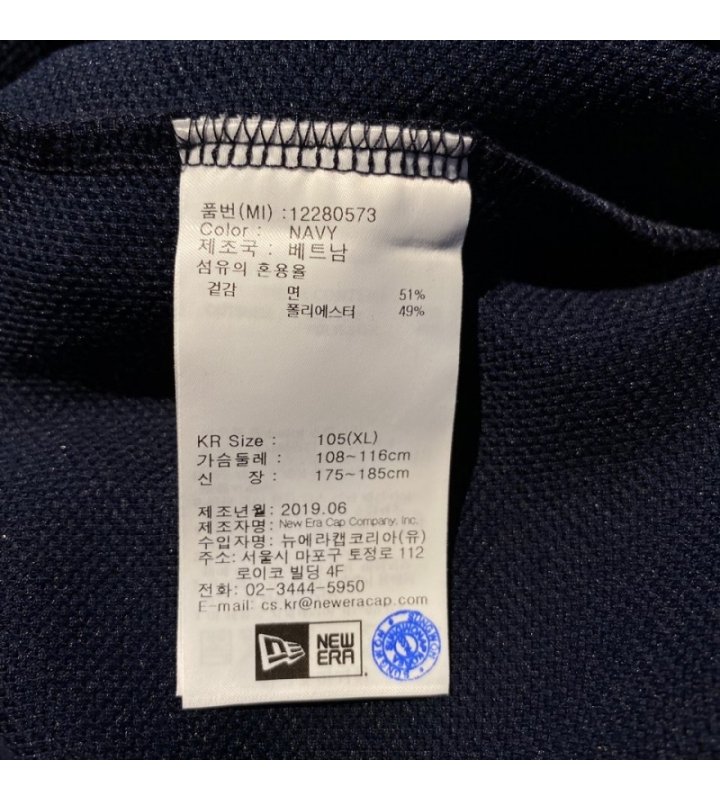 품번(MI) :12280573
Color : NAVY
제조국 : 베트남
섬유의 혼용율
겉감 면 51%
폴리에스터 49%
KR Size : 105(XL)
가슴둘레 : 108~116cm
신 장 : 175~185cm
제조년월: 2019.06
제조자명: New Era Cap Company, Inc.
수입자명: 뉴에라캡코리아(유)
주소: 서울시 마포구 토정로 112
로이코 빌딩 4F
전화: 02-3444-5950
E-mail: cs.kr@neweracap.com
NEW
ERA
SUNGWON